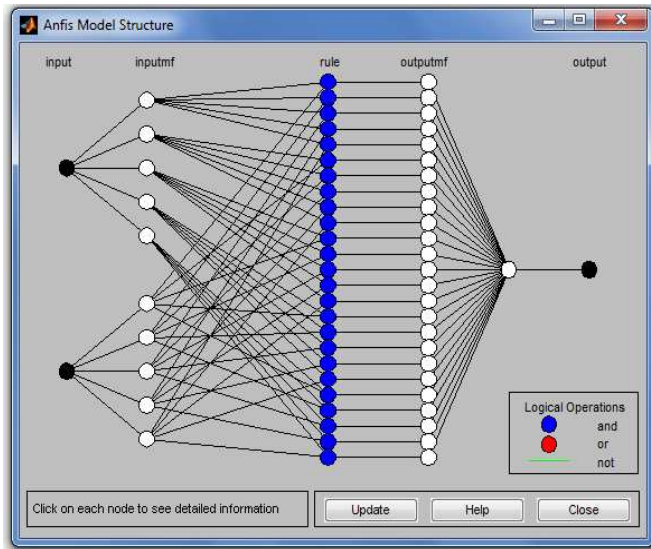 Anfis Model Structure
input inputmf rule outputmf output
Logical Operations
and
or
not
Click on each node to see detailed information
Update Help Close